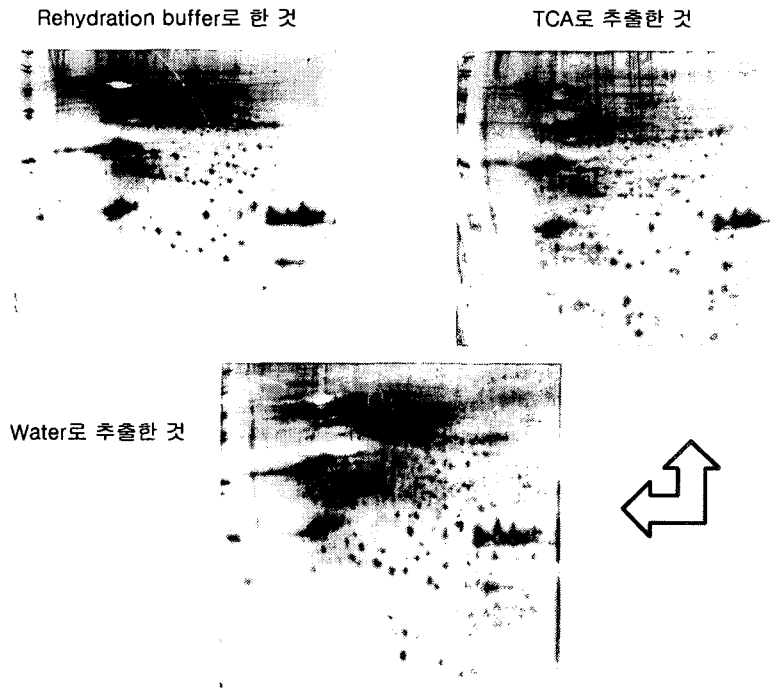 Rehydration buffer로 한 것
TCA로 추출한 것
Water로 추출한 것